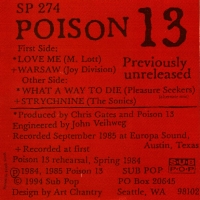 SP 274
POISON 13
First Side:
•LOVE ME (M. Lott)
•WARSAW (Joy Division)
Previously unreleased
Other Side:
•WHAT A WAY TO DIE (Pleasure Seekers)
+STRYCHNINE (The Sonics)
•Produced by Chris Gates and Poison 13
Engineered by John Veihweg
Recorded September 1985 at Europa Sound,
Austin, Texas
+Recorded at first
Poison 13 rehearsal, Spring 1984
℗ 1984, 1985 Poison 13
© 1994 Sub Pop
Design by Art Chantry
SUB POP
SUB POP
PO Box 20645
Seattle, WA 98102